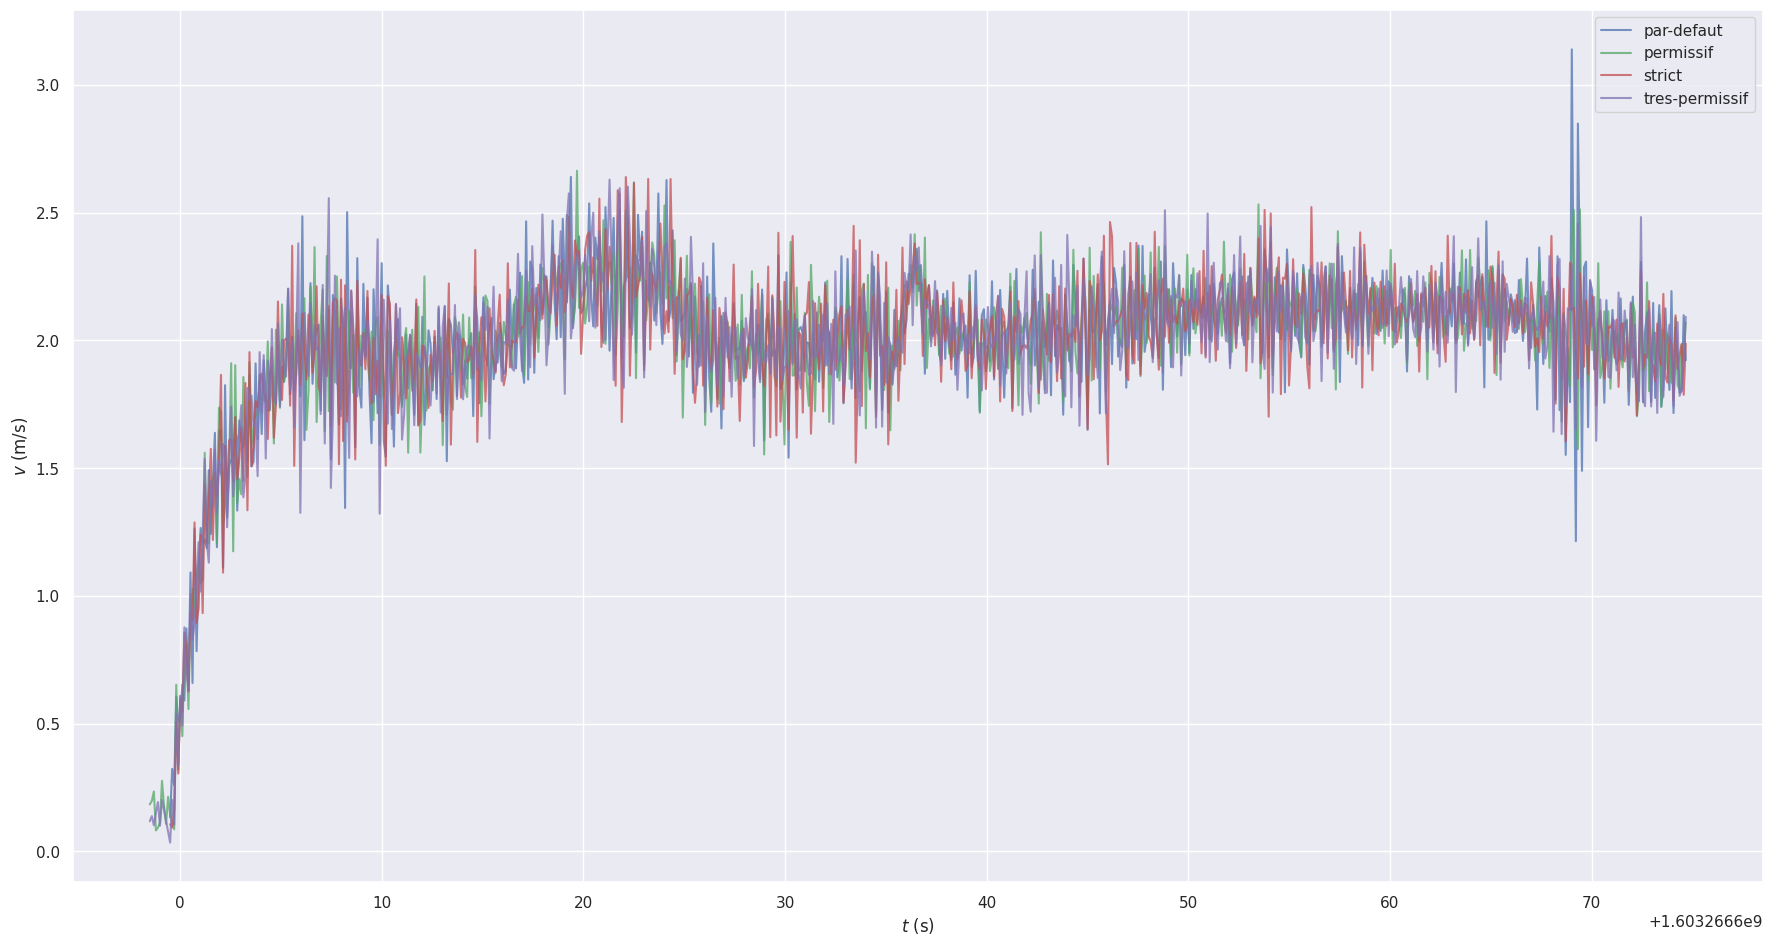 par-defaut
permissif
strict
tres-permissif
3.0
2.5
2.0
1.5
1.0
0.5
0.0
v (m/s)
0 10 20 30 40 50 60 70
t (s)
+1.6032666e9